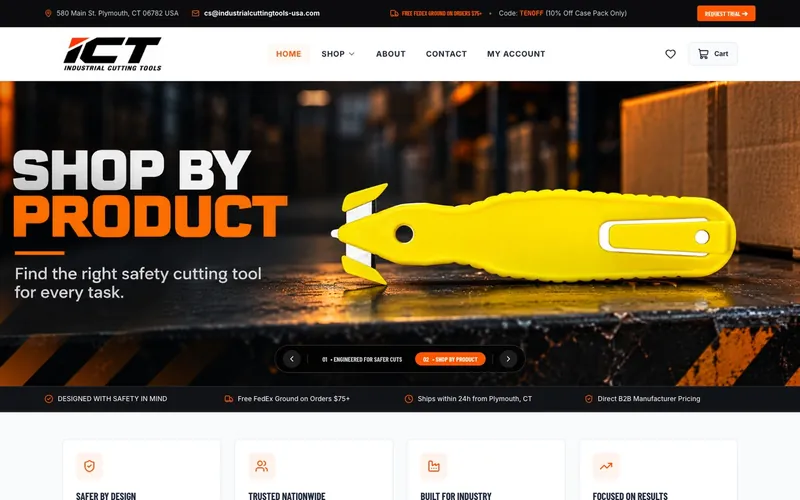 580 Main St. Plymouth, CT 06782 USA
cs@industrialcuttingtools-usa.com
FREE FEDEX GROUND ON ORDERS $75+
• Code: TENOFF (10% Off Case Pack Only)
REQUEST TRIAL →
ICT
INDUSTRIAL CUTTING TOOLS
HOME
SHOP
ABOUT
CONTACT
MY ACCOUNT
Cart
SHOP BY
PRODUCT
Find the right safety cutting tool
for every task.
01 • ENGINEERED FOR SAFER CUTS
02 • SHOP BY PRODUCT
DESIGNED WITH SAFETY IN MIND
Free FedEx Ground on Orders $75+
Ships within 24h from Plymouth, CT
Direct B2B Manufacturer Pricing
SAFER BY DESIGN
TRUSTED NATIONWIDE
BUILT FOR INDUSTRY
FOCUSED ON RESULTS